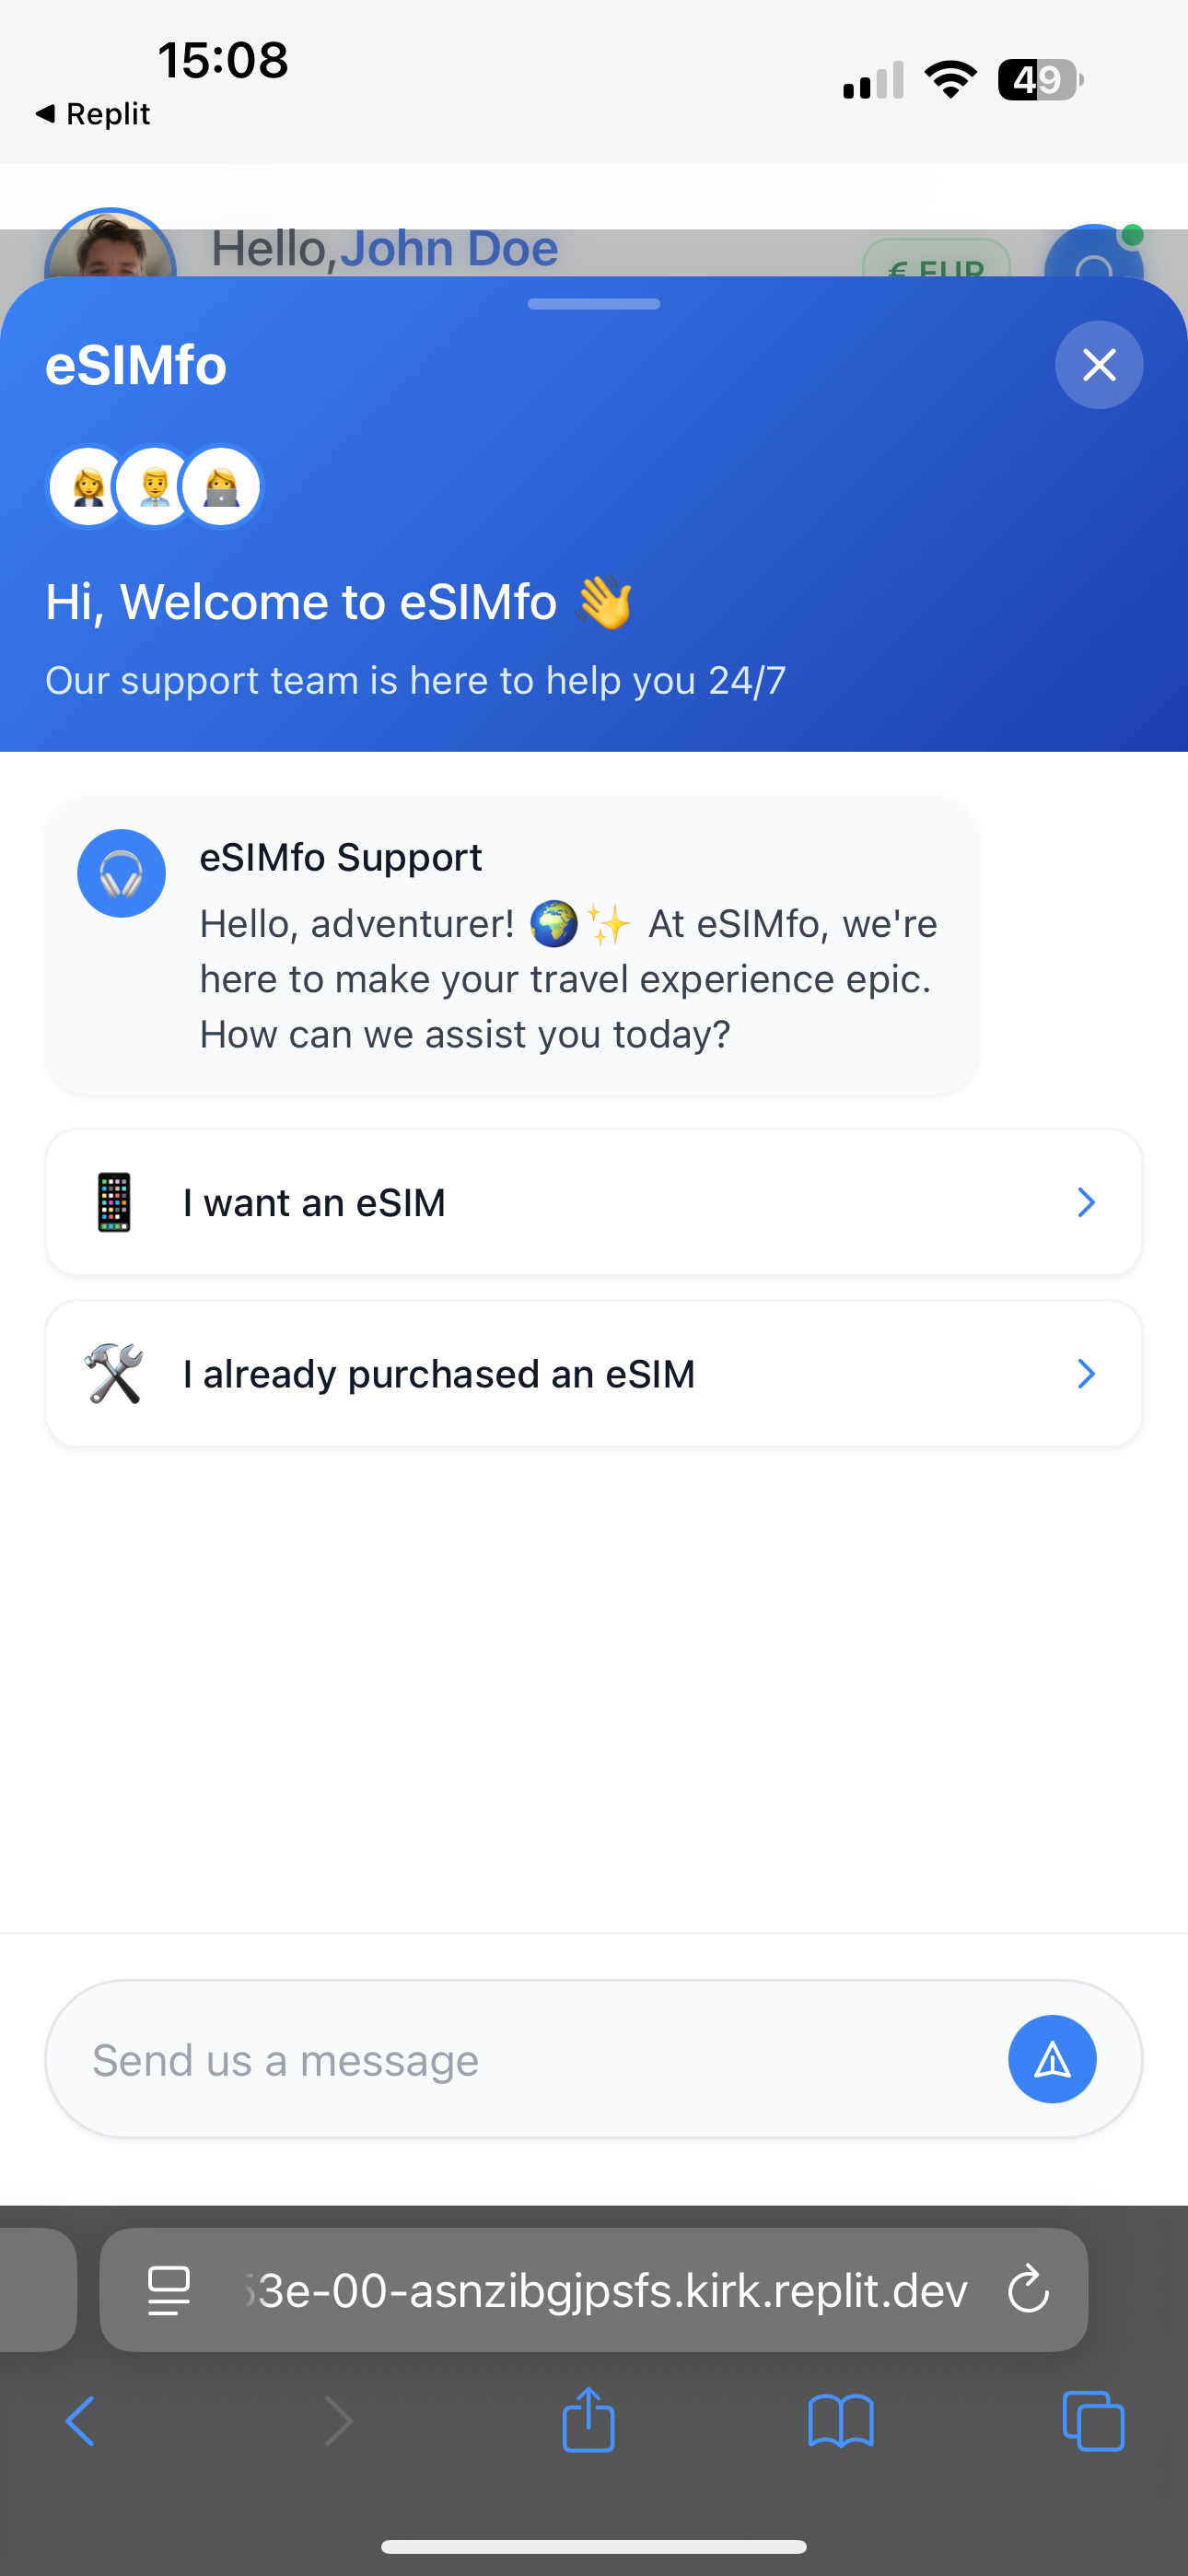 15:08
49
◀ Replit
Hello,John Doe
€ EUR
eSIMfo
Hi, Welcome to eSIMfo 👋
Our support team is here to help you 24/7
eSIMfo Support
Hello, adventurer! 🌍✨ At eSIMfo, we're
here to make your travel experience epic.
How can we assist you today?
I want an eSIM
I already purchased an eSIM
Send us a message
3e-00-asnzibgjpsfs.kirk.replit.dev